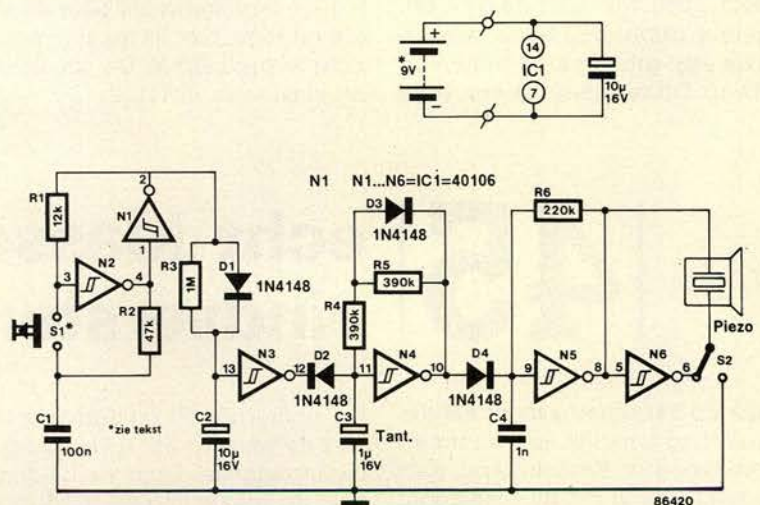 +
*
9V
–
14
IC1
7
10µ
16V
N1 N1...N6=IC1=40106
R1
12k
2
N1
1
3
N2
4
S1*
R2
47k
C1
100n
*zie tekst
R3
1M
D1
1N4148
13
N3
12
C2
10µ
16V
D2
1N4148
D3
1N4148
R5
390k
R4
390k
11
N4
10
C3
1µ
16V
Tant.
D4
1N4148
R6
220k
9
N5
8
C4
1n
5
N6
6
Piezo
S2
86420